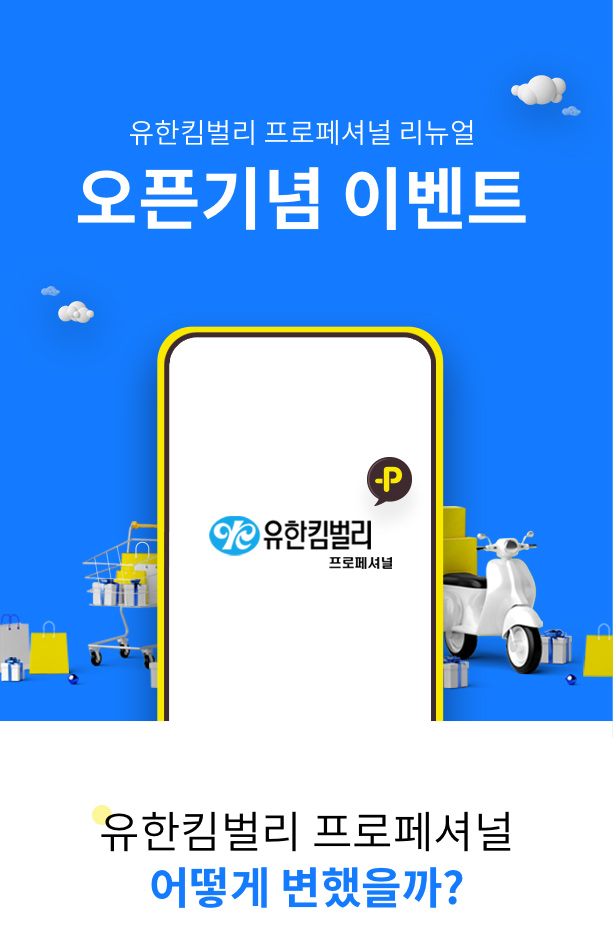 유한킴벌리 프로페셔널 리뉴얼
오픈기념 이벤트
-P
유한킴벌리
프로페셔널
유한킴벌리 프로페셔널
어떻게 변했을까?